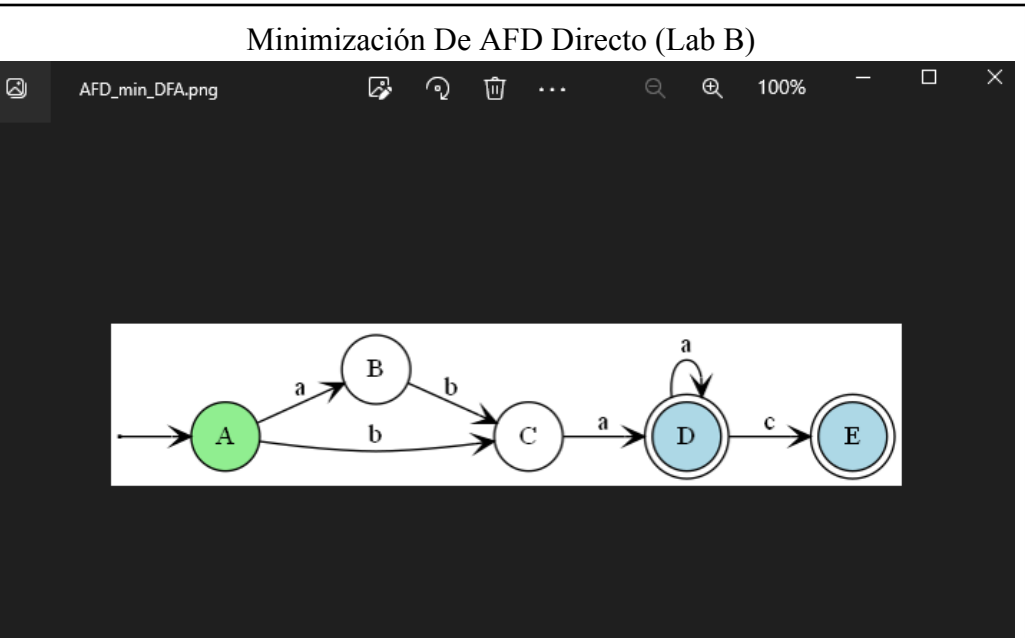 Minimización De AFD Directo (Lab B)
AFD_min_DFA.png
100%
a
B
a
b
A
b
C
a
D
c
E